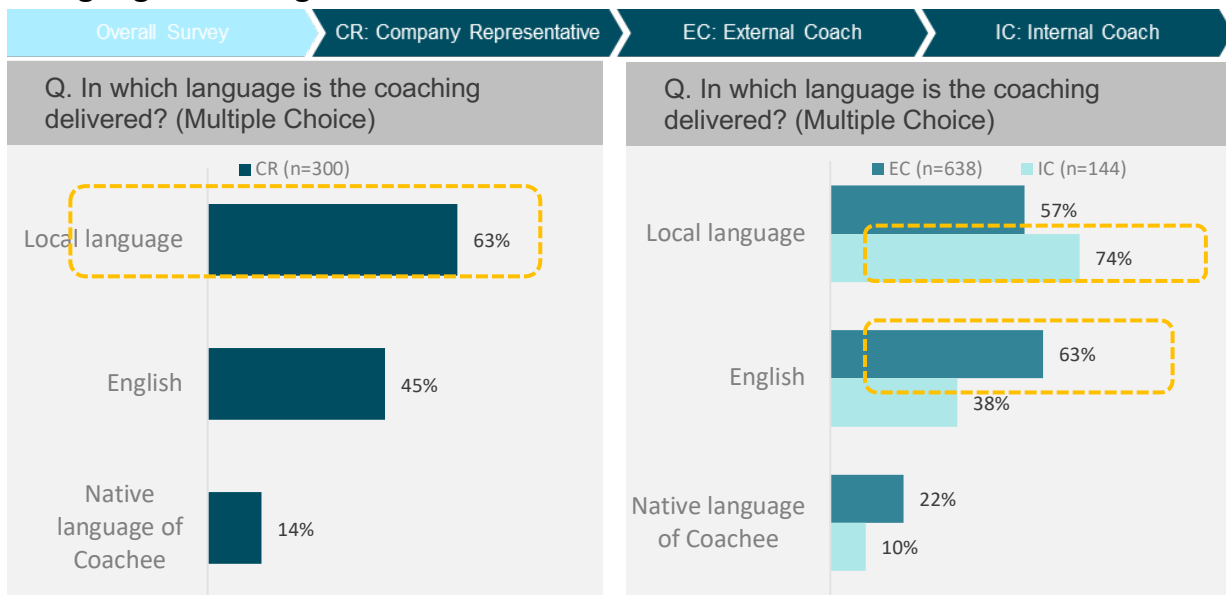 Overall Survey
CR: Company Representative
EC: External Coach
IC: Internal Coach
Q. In which language is the coaching
delivered? (Multiple Choice)
CR (n=300)
Local language
63%
English
45%
Native
language of
Coachee
14%
Q. In which language is the coaching
delivered? (Multiple Choice)
EC (n=638)
IC (n=144)
Local language
57%
74%
English
63%
38%
Native language
of Coachee
22%
10%